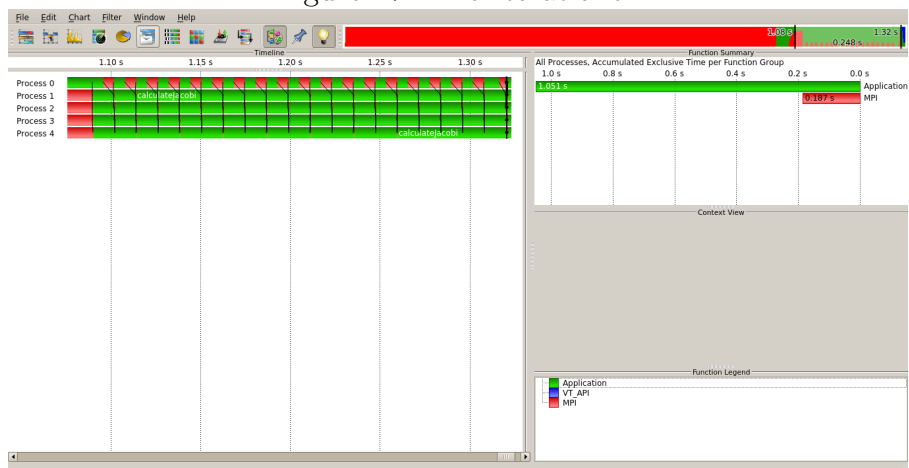 File Edit Chart Filter Window Help
1.08 s 1.32 s
0.248 s
Timeline
1.10 s 1.15 s 1.20 s 1.25 s 1.30 s
Process 0
Process 1 calculateJacobi
Process 2
Process 3
Process 4 calculateJacobi
Function Summary
All Processes, Accumulated Exclusive Time per Function Group
1.0 s 0.8 s 0.6 s 0.4 s 0.2 s 0.0 s
1.051 s Application
0.187 s MPI
Context View
Function Legend
Application
VT_API
MPI